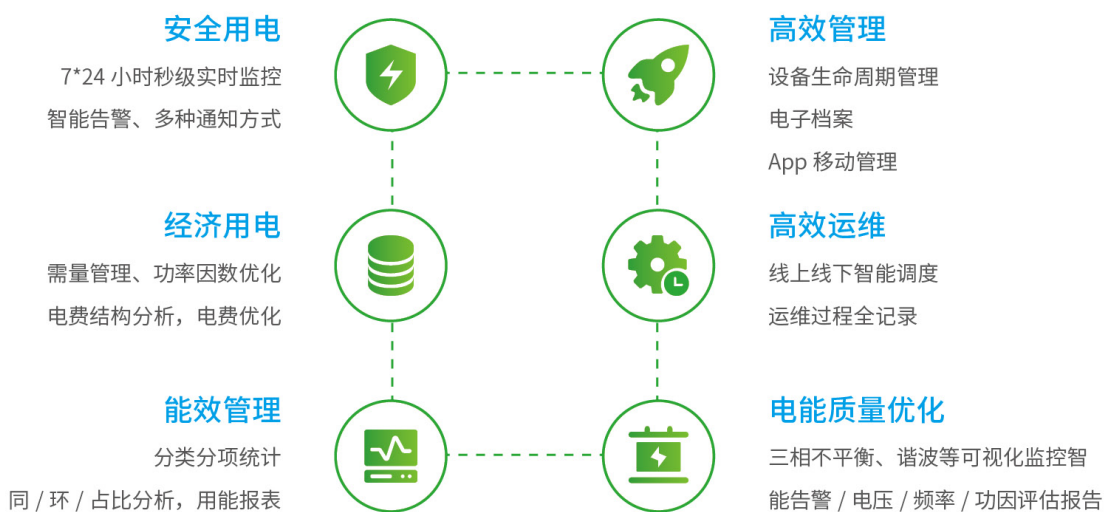 安全用电
7*24 小时秒级实时监控
智能告警、多种通知方式
高效管理
设备生命周期管理
电子档案
App 移动管理
经济用电
需量管理、功率因数优化
电费结构分析，电费优化
高效运维
线上线下智能调度
运维过程全记录
能效管理
分类分项统计
同 / 环 / 占比分析，用能报表
电能质量优化
三相不平衡、谐波等可视化监控智
能告警 / 电压 / 频率 / 功因评估报告